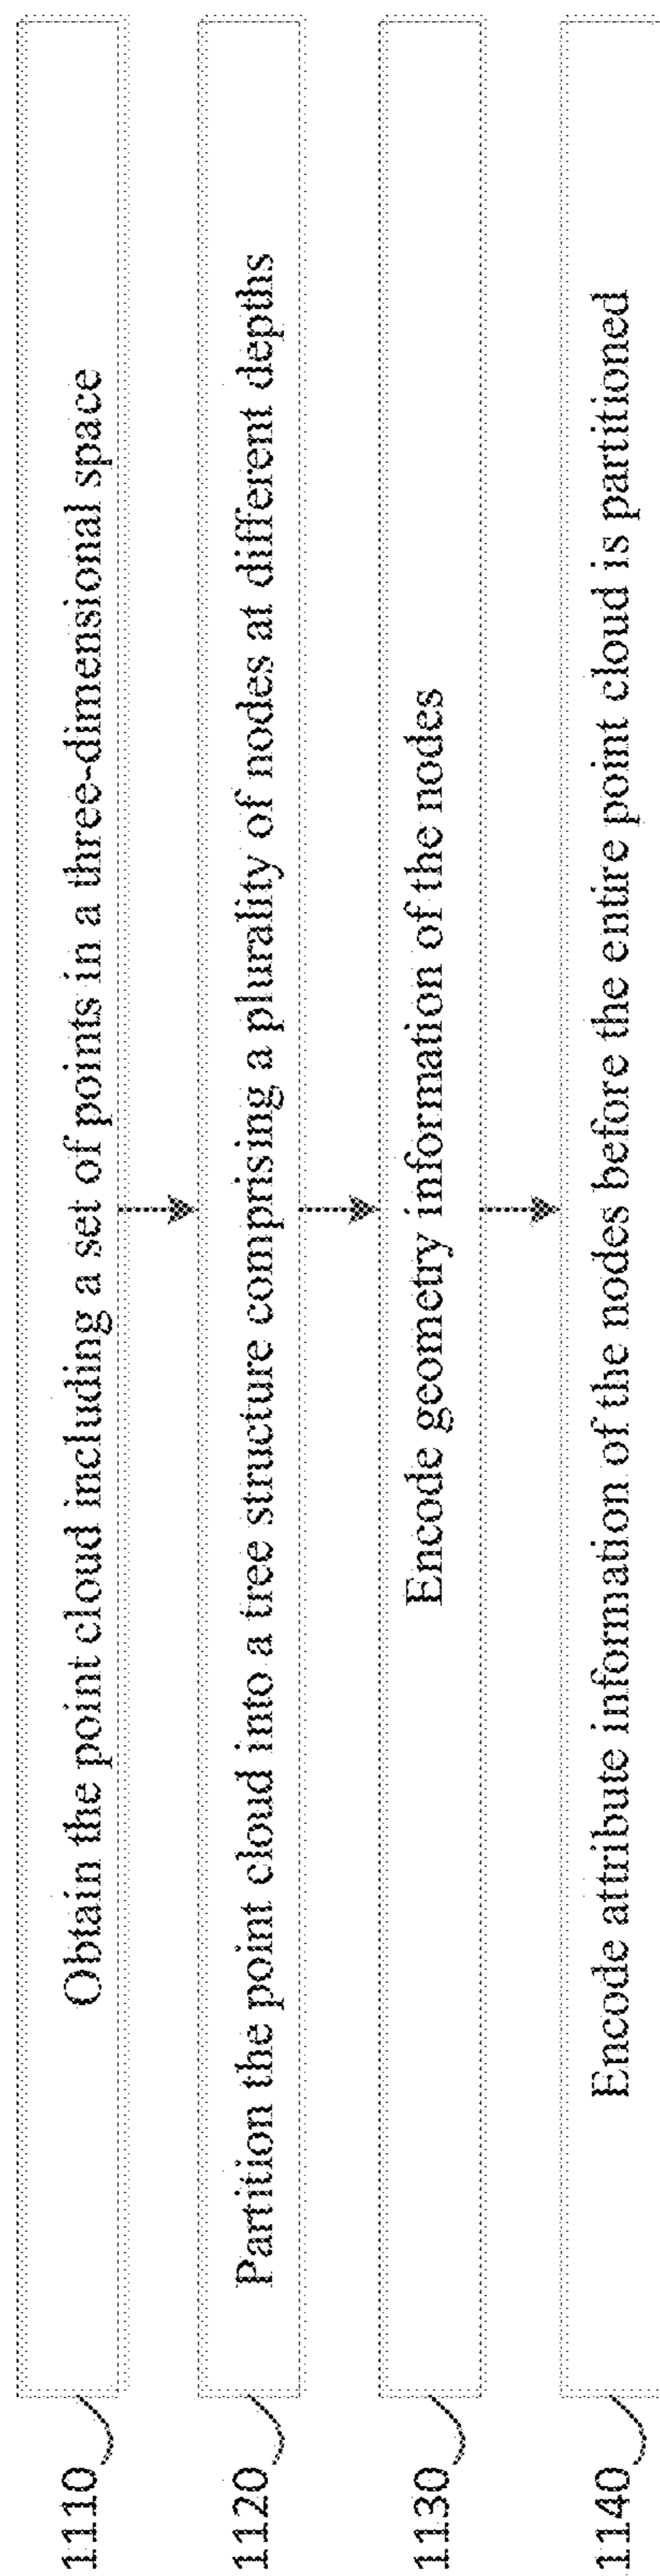 1110
Obtain the point cloud including a set of points in a three-dimensional space
1120
Partition the point cloud into a tree structure comprising a plurality of nodes at different depths
1130
Encode geometry information of the nodes
1140
Encode attribute information of the nodes before the entire point cloud is partitioned